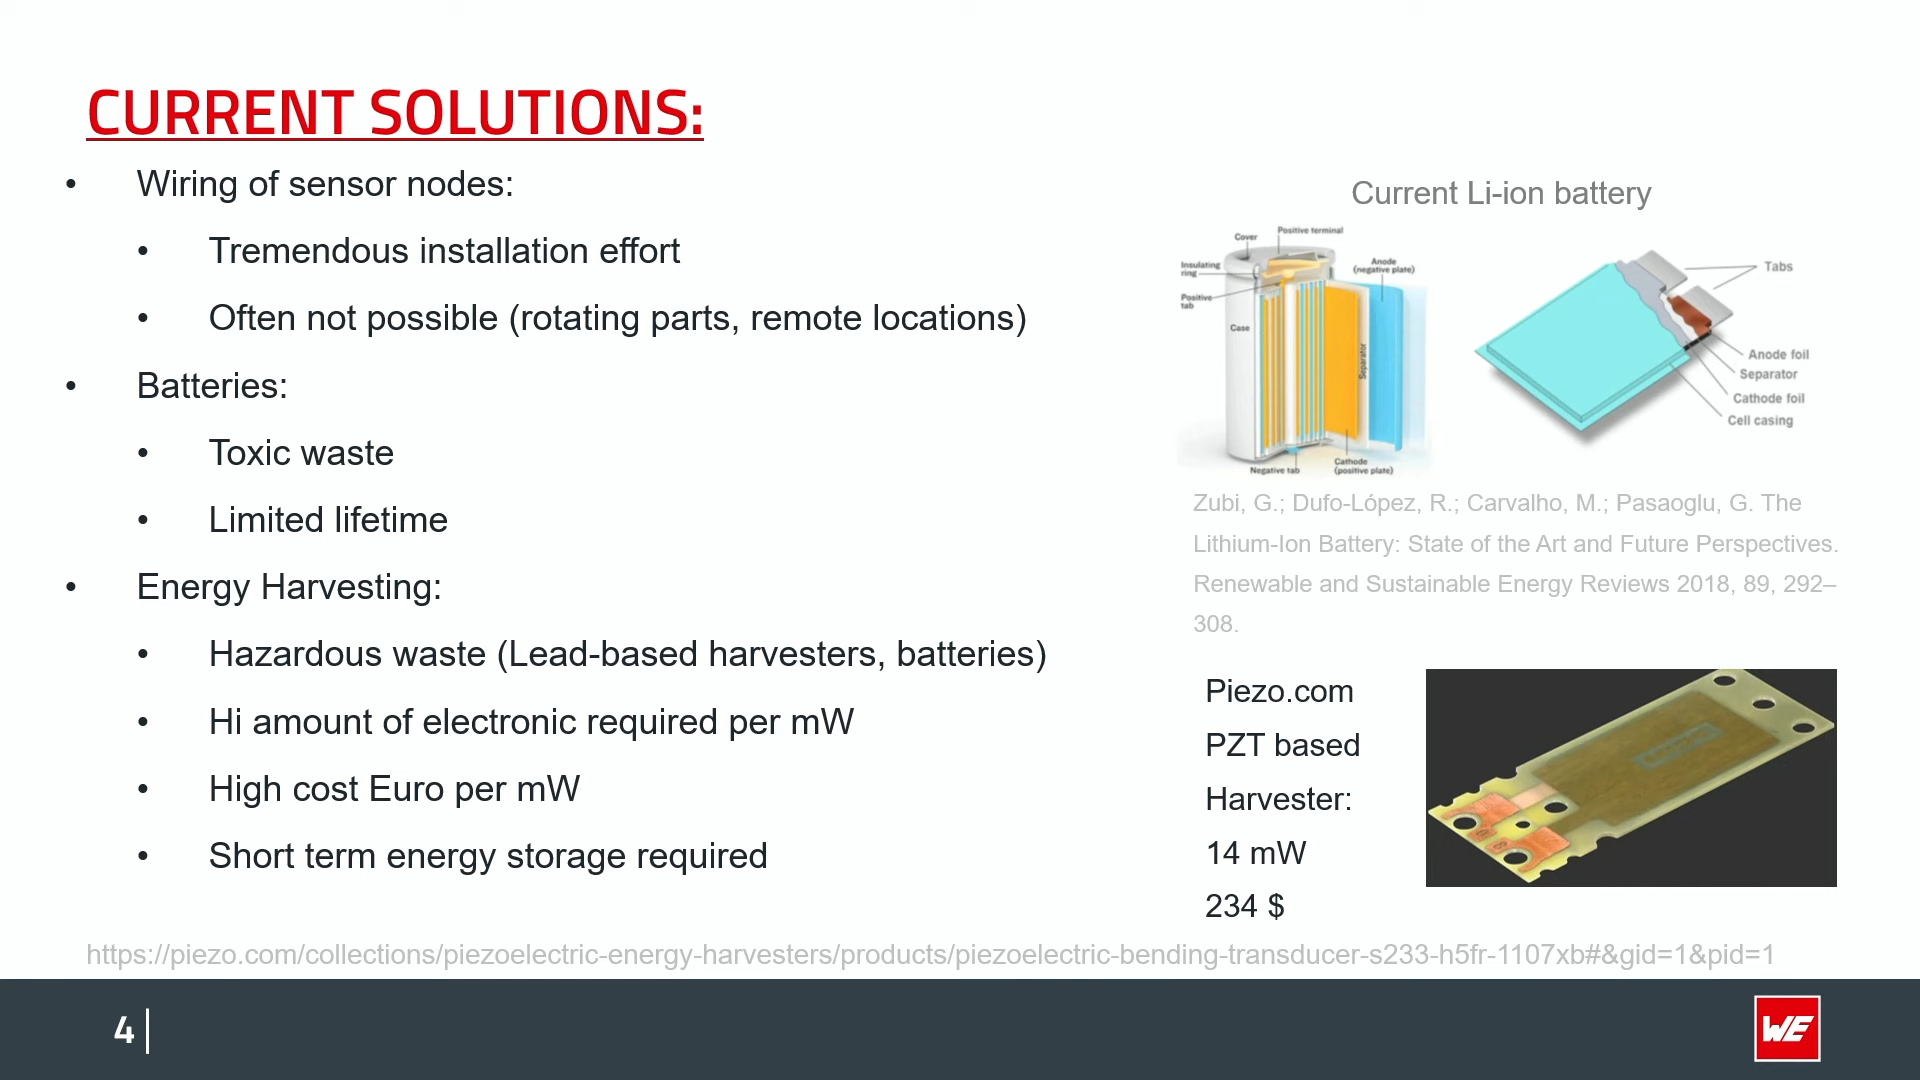 CURRENT SOLUTIONS:
• Wiring of sensor nodes:
• Tremendous installation effort
• Often not possible (rotating parts, remote locations)
• Batteries:
• Toxic waste
• Limited lifetime
• Energy Harvesting:
• Hazardous waste (Lead-based harvesters, batteries)
• Hi amount of electronic required per mW
• High cost Euro per mW
• Short term energy storage required
Current Li-ion battery
Cover
Positive terminal
Insulating
ring
Positive
tab
Case
Anode
(negative plate)
Separator
Negative tab
Cathode
(positive plate)
Tabs
Anode foil
Separator
Cathode foil
Cell casing
Zubi, G.; Dufo-López, R.; Carvalho, M.; Pasaoglu, G. The
Lithium-Ion Battery: State of the Art and Future Perspectives.
Renewable and Sustainable Energy Reviews 2018, 89, 292–
308.
Piezo.com
PZT based
Harvester:
14 mW
234 $
https://piezo.com/collections/piezoelectric-energy-harvesters/products/piezoelectric-bending-transducer-s233-h5fr-1107xb#&gid=1&pid=1
4
WE